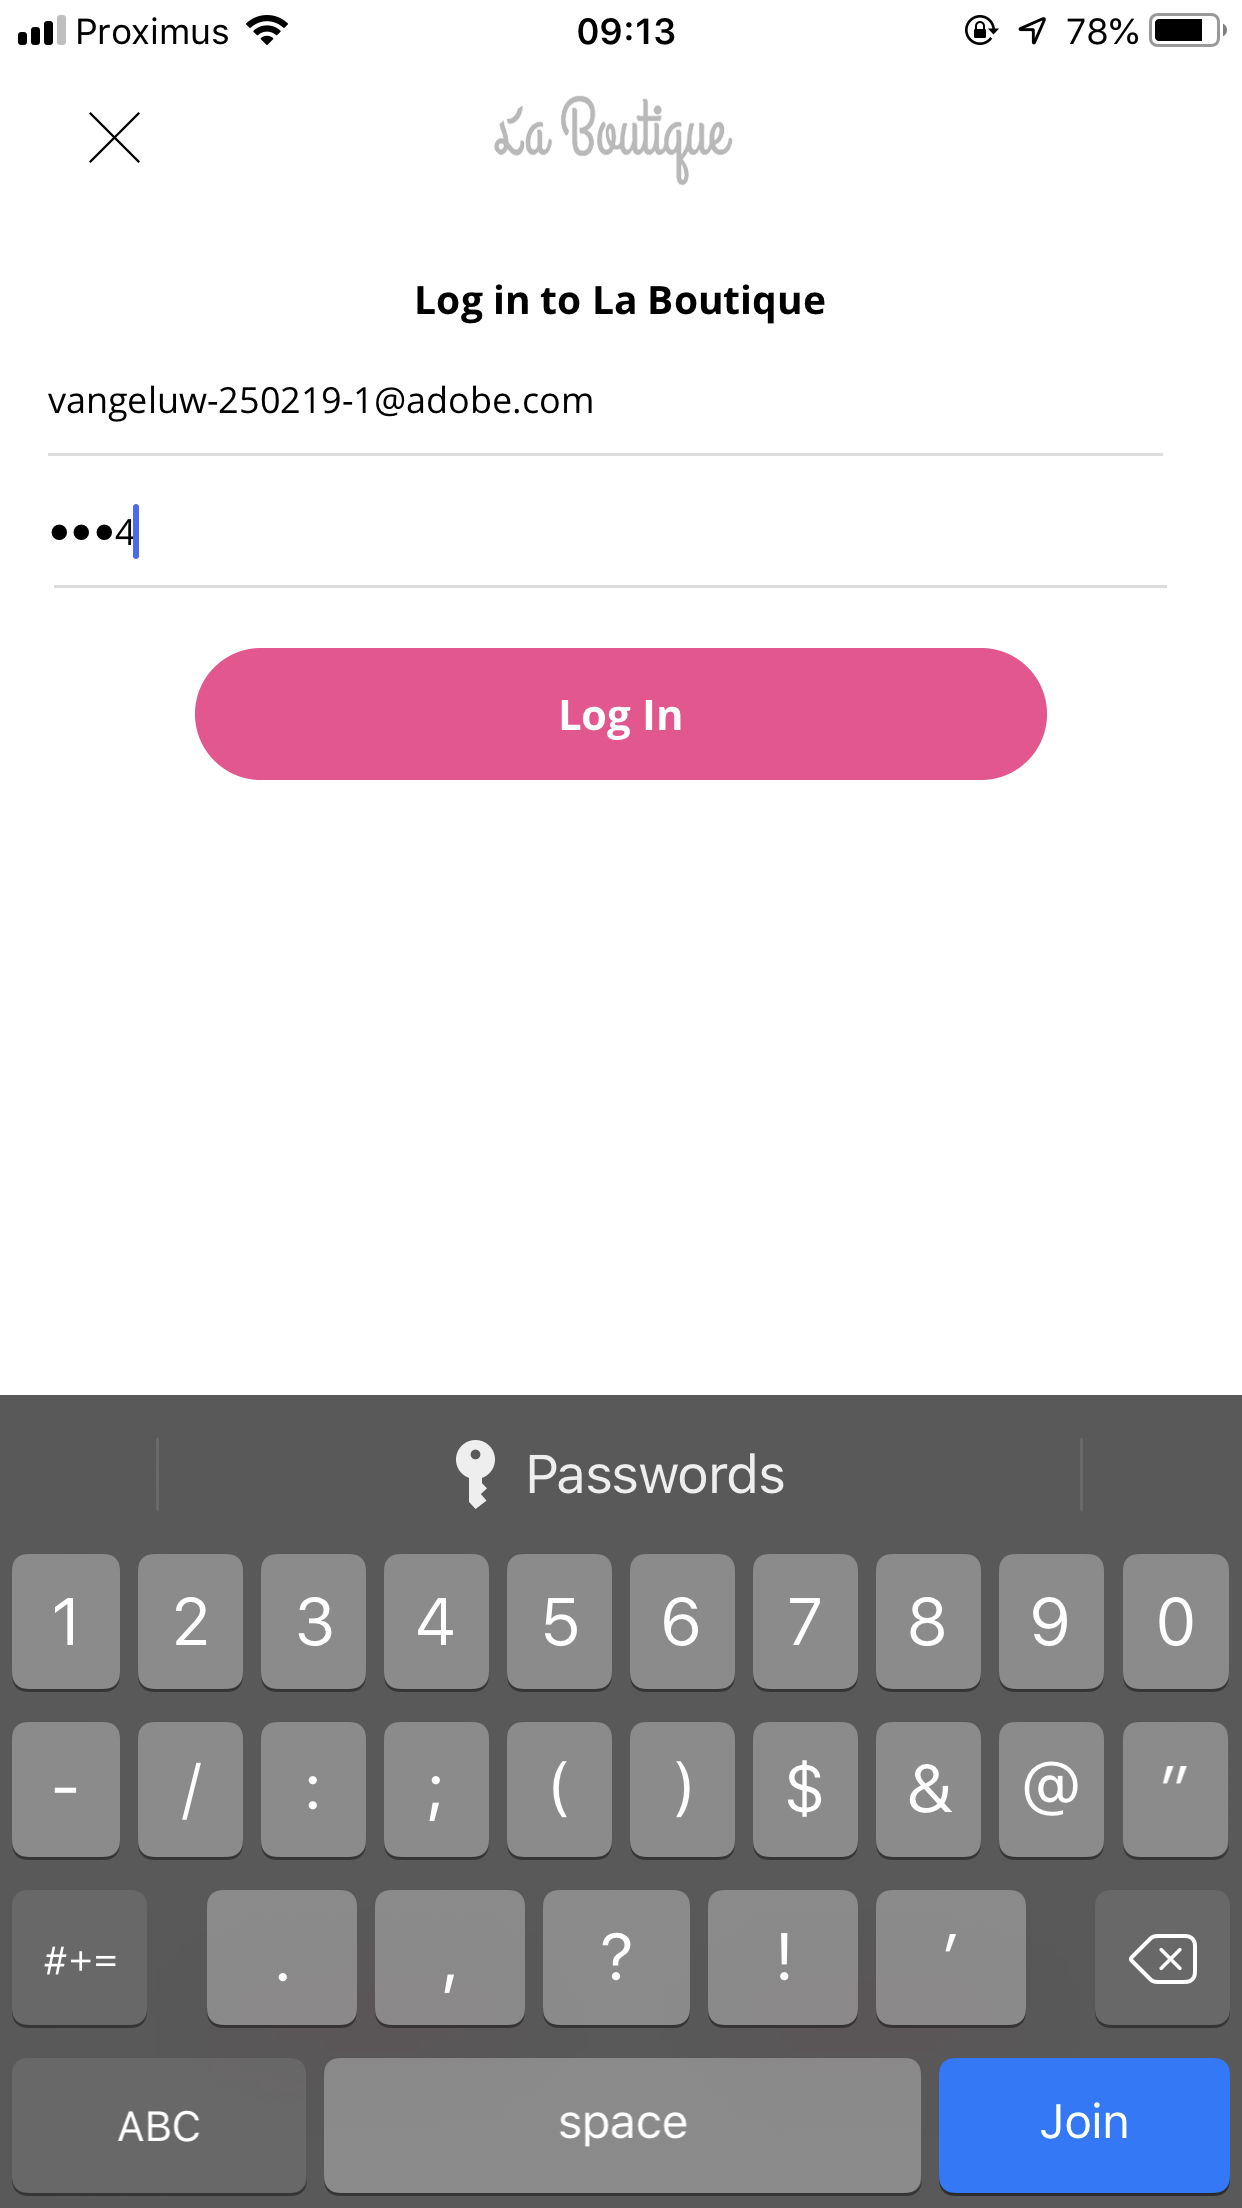 Proximus 09:13 78%
La Boutique
Log in to La Boutique
vangeluw-250219-1@adobe.com
•••4
Log In
Passwords
1 2 3 4 5 6 7 8 9 0
- / : ; ( ) $ & @ "
#+= . , ? ! '
ABC space Join